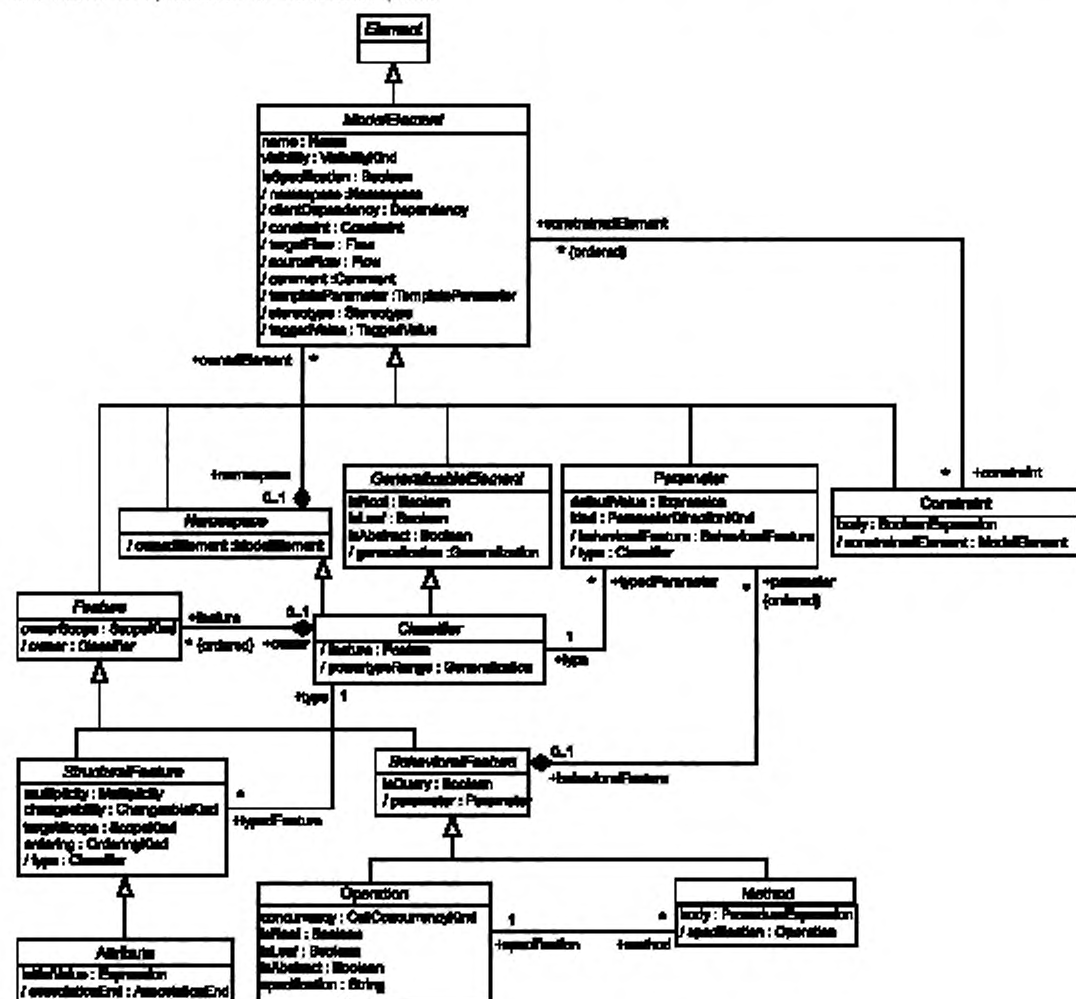 Element
ModelElement
name : Name
visibility : VisibilityKind
isSpecification : Boolean
/ namespace :Namespace
/ clientDependency : Dependency
/ constraint : Constraint
/ targetFlow : Flow
/ sourceFlow : Flow
/ comment :Comment
/ templateParameter :TemplateParameter
/ stereotype : Stereotype
/ taggedValue : TaggedValue
+constrainedElement
* {ordered}
+ownedElement
*
+namespace
0..1
Namespace
/ ownedElement :ModelElement
GeneralizableElement
isRoot : Boolean
isLeaf : Boolean
isAbstract : Boolean
/ generalization :Generalization
Parameter
defaultValue : Expression
kind : ParameterDirectionKind
/ behavioralFeature : BehavioralFeature
/ type : Classifier
*
+constraint
Constraint
body : BooleanExpression
/ constrainedElement : ModelElement
Feature
ownerScope : ScopeKind
/ owner : Classifier
+feature
* {ordered}
0..1
+owner
Classifier
/ feature : Feature
/ powertypeRange : Generalization
*
+typedParameter
1
+type
*
+parameter
{ordered}
+type
1
StructuralFeature
multiplicity : Multiplicity
changeability : ChangeableKind
targetScope : ScopeKind
ordering : OrderingKind
/ type : Classifier
*
+typedFeature
BehavioralFeature
isQuery : Boolean
/ parameter : Parameter
0..1
+behavioralFeature
Attribute
initialValue : Expression
/ associationEnd : AssociationEnd
Operation
concurrency : CallConcurrencyKind
isRoot : Boolean
isLeaf : Boolean
isAbstract : Boolean
specification : String
1
+specification
*
+method
Method
body : ProcedureExpression
/ specification : Operation